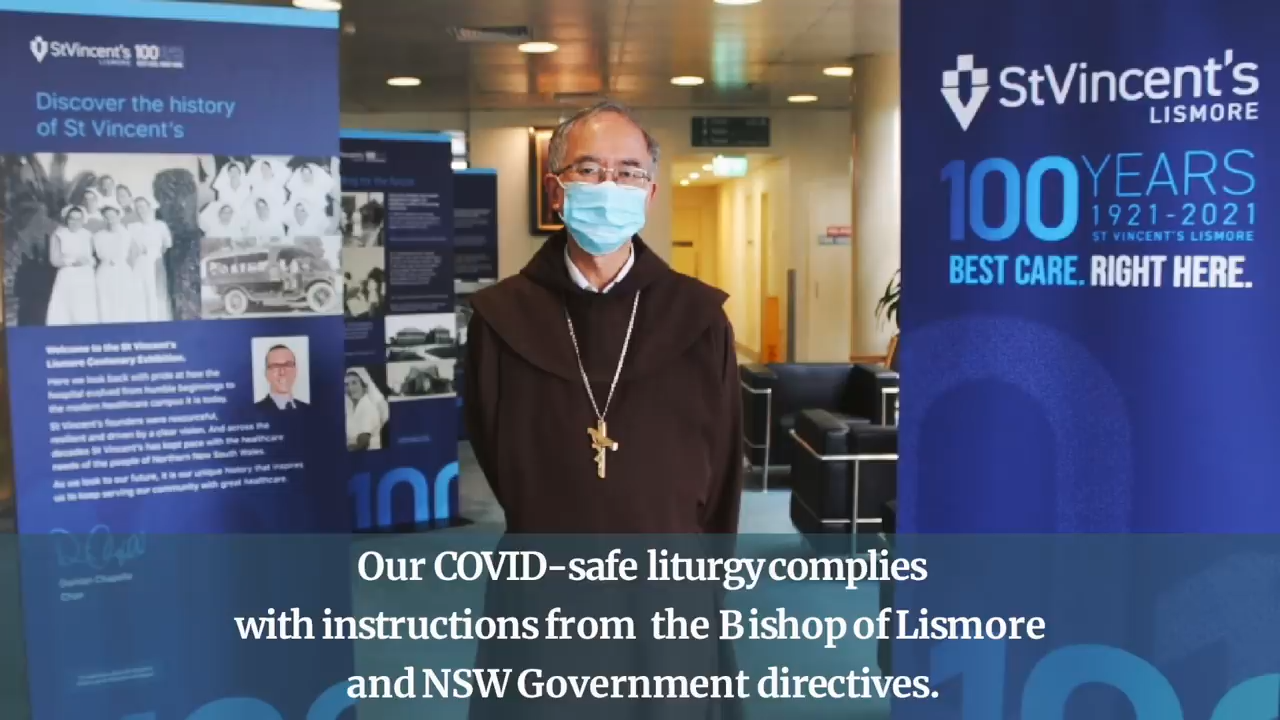 StVincent's
LISMORE
100 YEARS
Discover the history
of St Vincent's
Welcome to the St Vincent's
Lismore Centenary Exhibition.
Here we look back with pride at how the
hospital evolved from humble beginnings to
the modern healthcare campus it is today.
St Vincent's founders were resourceful,
resilient and driven by a clear vision. And across the
decades St Vincent's has kept pace with the healthcare
needs of the people of Northern New South Wales.
As we look to our future, it is our unique history that inspires
us to keep serving our community with great healthcare.
100
StVincent's
LISMORE
100 YEARS
1921-2021
ST VINCENT'S LISMORE
BEST CARE. RIGHT HERE.
Our COVID-safe liturgy complies
with instructions from the Bishop of Lismore
and NSW Government directives.